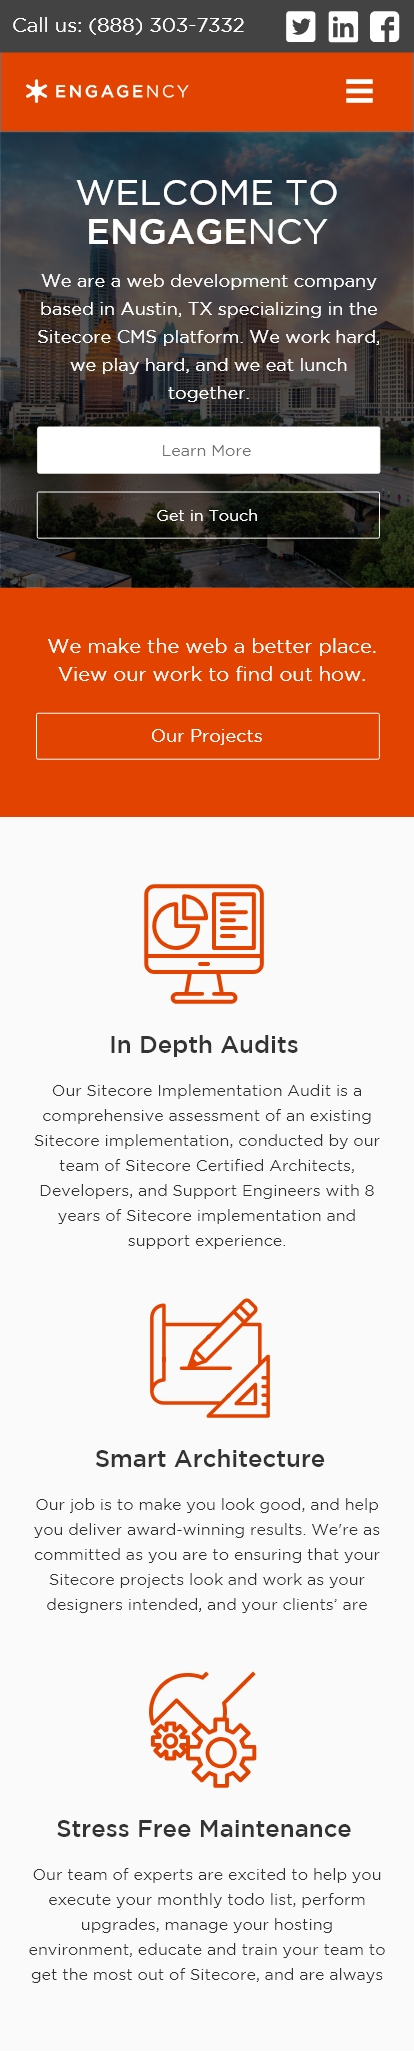 Call us: (888) 303-7332
ENGAGENCY
WELCOME TO
ENGAGENCY
We are a web development company
based in Austin, TX specializing in the
Sitecore CMS platform. We work hard,
we play hard, and we eat lunch
together.
Learn More
Get in Touch
We make the web a better place.
View our work to find out how.
Our Projects
In Depth Audits
Our Sitecore Implementation Audit is a
comprehensive assessment of an existing
Sitecore implementation, conducted by our
team of Sitecore Certified Architects,
Developers, and Support Engineers with 8
years of Sitecore implementation and
support experience.
Smart Architecture
Our job is to make you look good, and help
you deliver award-winning results. We're as
committed as you are to ensuring that your
Sitecore projects look and work as your
designers intended, and your clients’ are
Stress Free Maintenance
Our team of experts are excited to help you
execute your monthly todo list, perform
upgrades, manage your hosting
environment, educate and train your team to
get the most out of Sitecore, and are always